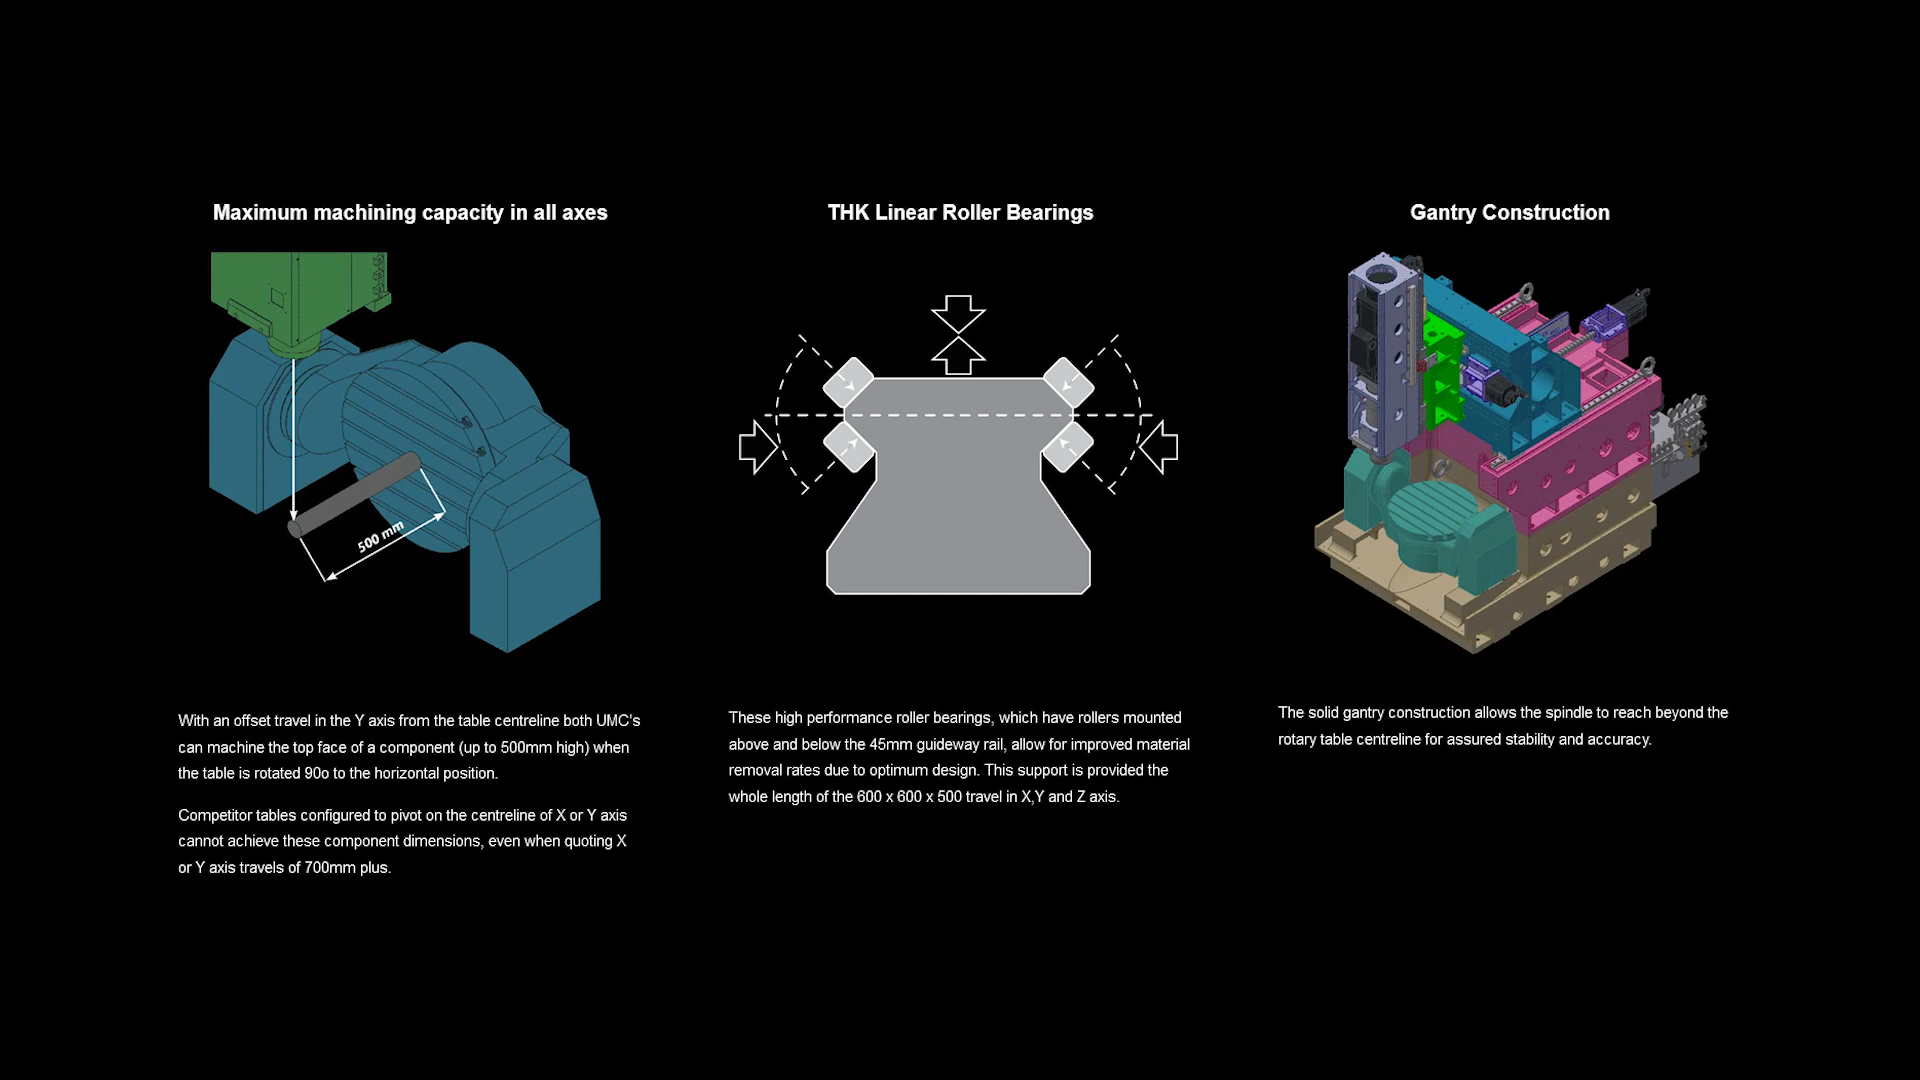 Maximum machining capacity in all axes
500 mm
With an offset travel in the Y axis from the table centreline both UMC's
can machine the top face of a component (up to 500mm high) when
the table is rotated 90o to the horizontal position.
Competitor tables configured to pivot on the centreline of X or Y axis
cannot achieve these component dimensions, even when quoting X
or Y axis travels of 700mm plus.
THK Linear Roller Bearings
These high performance roller bearings, which have rollers mounted
above and below the 45mm guideway rail, allow for improved material
removal rates due to optimum design. This support is provided the
whole length of the 600 x 600 x 500 travel in X,Y and Z axis.
Gantry Construction
The solid gantry construction allows the spindle to reach beyond the
rotary table centreline for assured stability and accuracy.